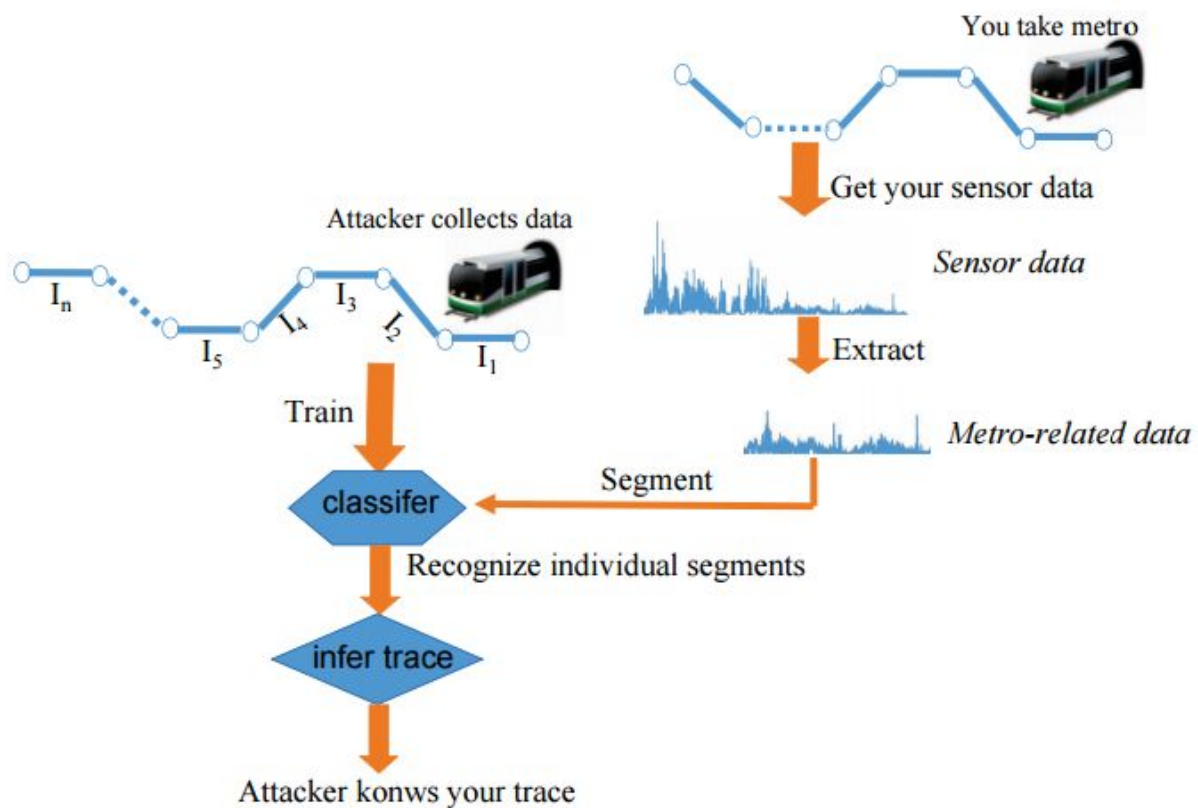 You take metro
Get your sensor data
Sensor data
Extract
Metro-related data
Segment
Attacker collects data
Iₙ
I₅
I₄
I₃
I₂
I₁
Train
classifer
Recognize individual segments
infer trace
Attacker konws your trace